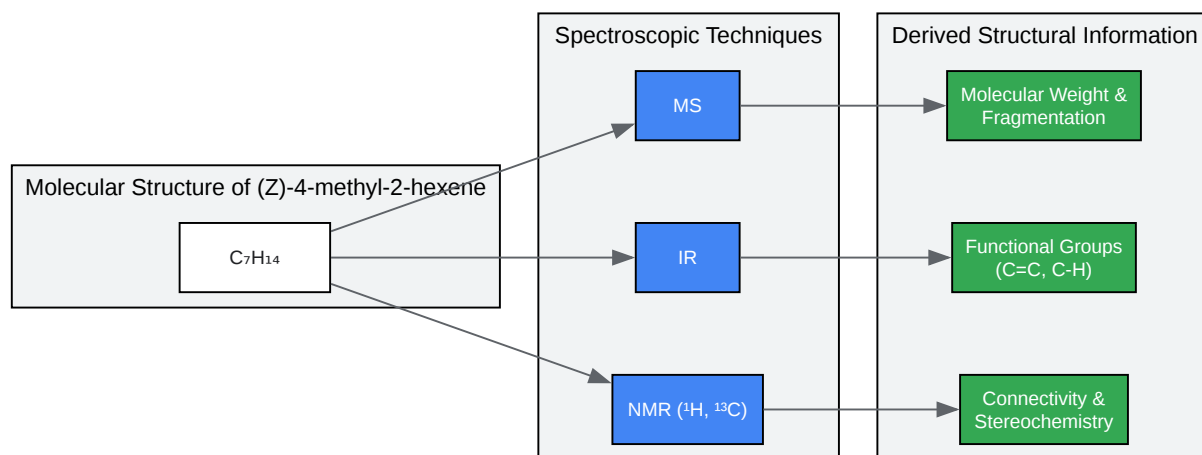 Spectroscopic Techniques
Derived Structural Information
MS
Molecular Weight &
Fragmentation
Molecular Structure of (Z)-4-methyl-2-hexene
C₇H₁₄
IR
Functional Groups
(C=C, C-H)
NMR (¹H, ¹³C)
Connectivity &
Stereochemistry